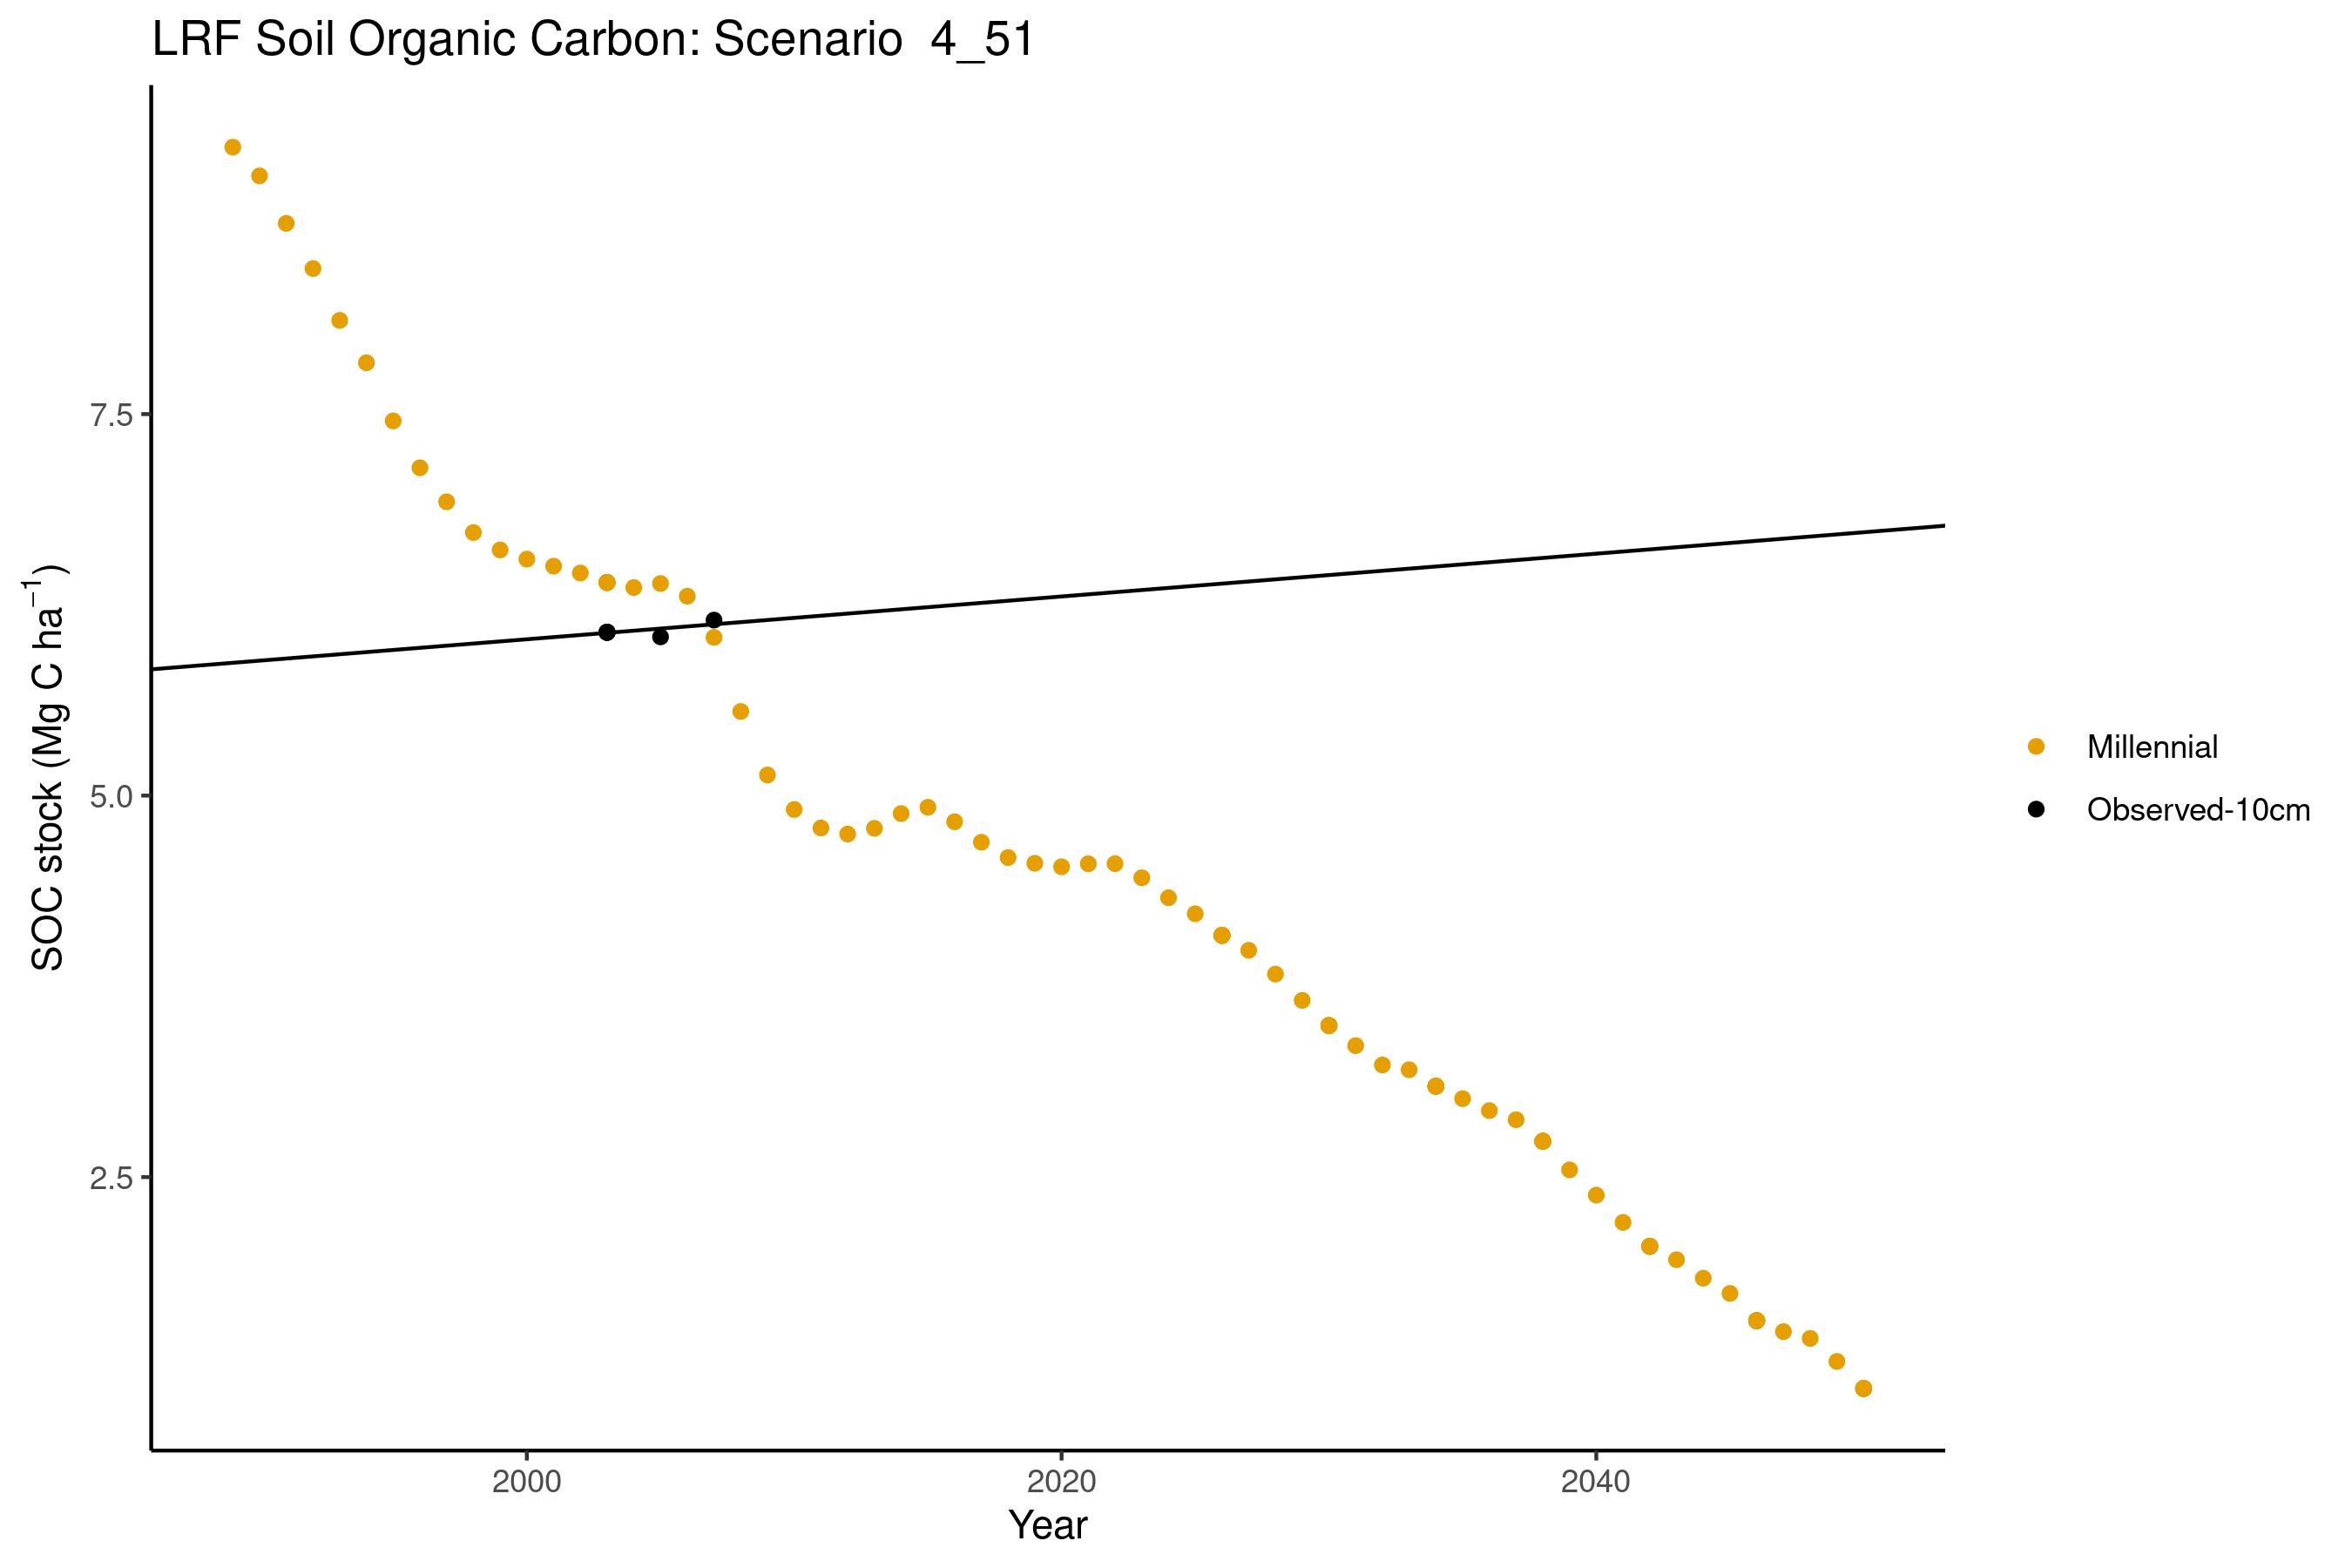 LRF Soil Organic Carbon: Scenario  4_51
SOC stock (Mg C ha⁻¹)
7.5
5.0
2.5
2000
2020
2040
Year
Millennial
Observed-10cm